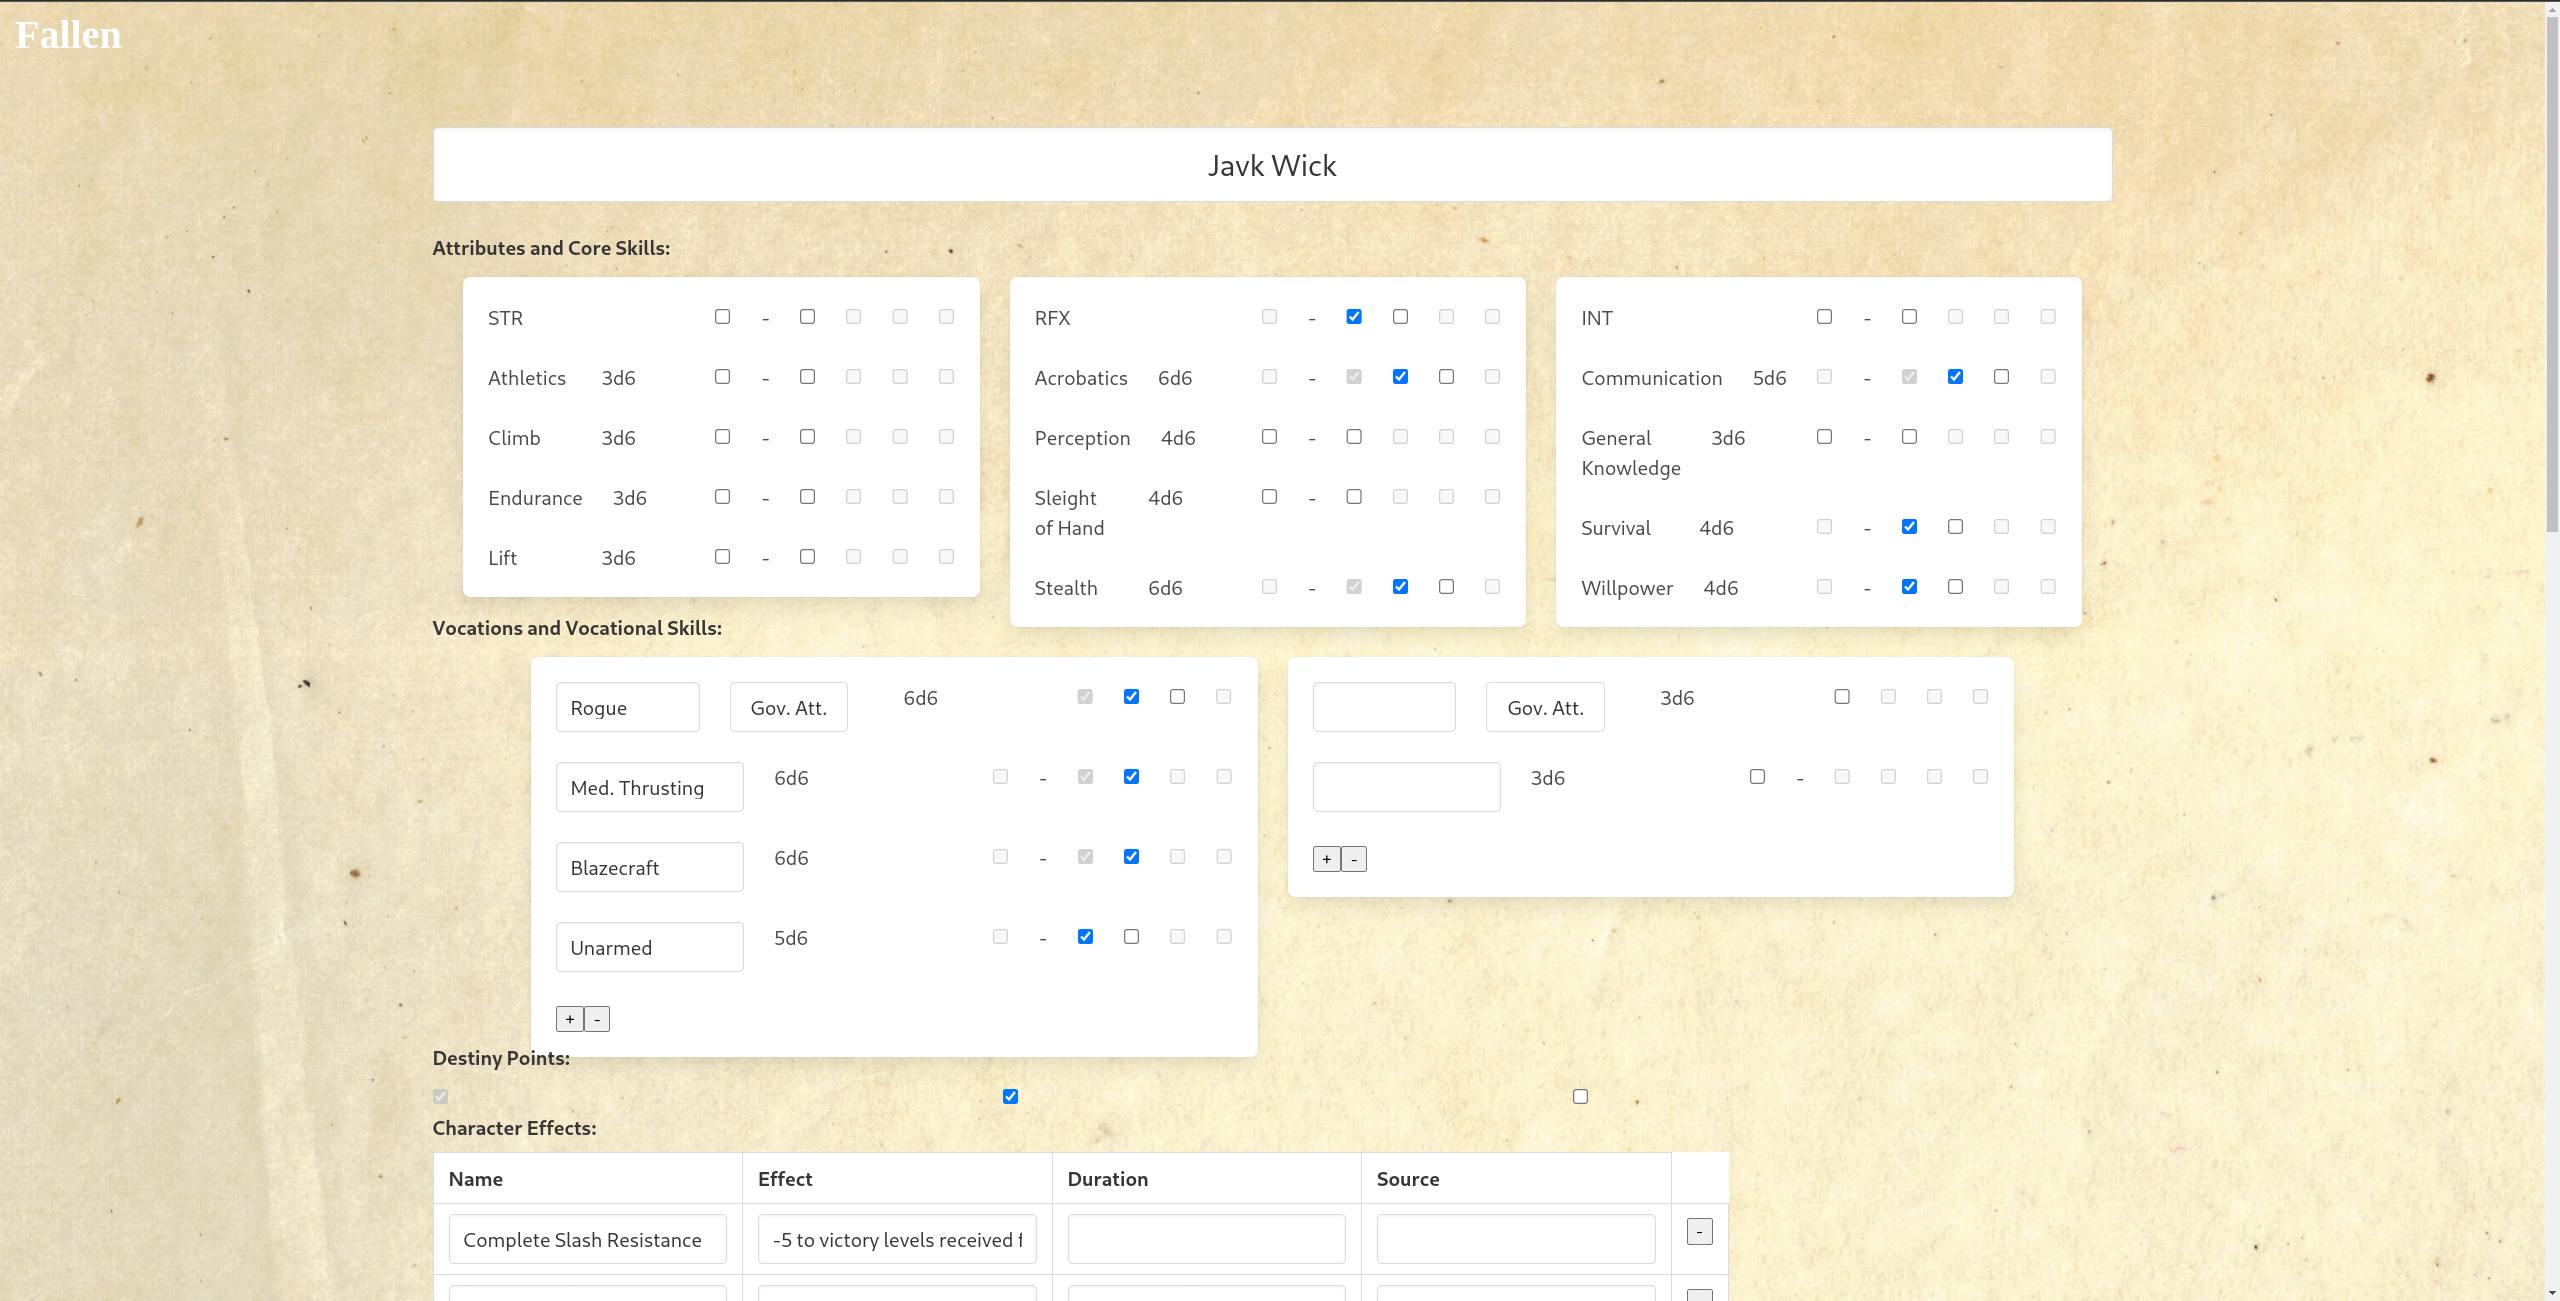 Fallen
Javk Wick
Attributes and Core Skills:
STR -
Athletics 3d6 -
Climb 3d6 -
Endurance 3d6 -
Lift 3d6 -
RFX -
Acrobatics 6d6 -
Perception 4d6 -
Sleight of Hand 4d6 -
Stealth 6d6 -
INT -
Communication 5d6 -
General Knowledge 3d6 -
Survival 4d6 -
Willpower 4d6 -
Vocations and Vocational Skills:
Rogue Gov. Att. 6d6
Med. Thrusting 6d6 -
Blazecraft 6d6 -
Unarmed 5d6 -
+ -
Gov. Att. 3d6
3d6 -
+ -
Destiny Points:
Character Effects:
Name Effect Duration Source
Complete Slash Resistance -5 to victory levels received -